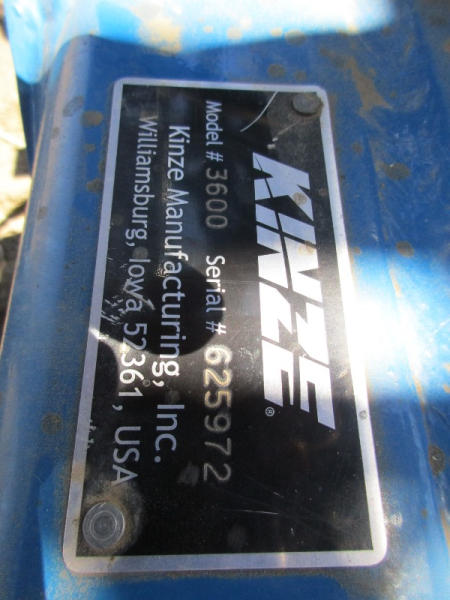 KINZE®
Model # 3600 Serial # 625972
Kinze Manufacturing, Inc.
Williamsburg, Iowa 52361, USA